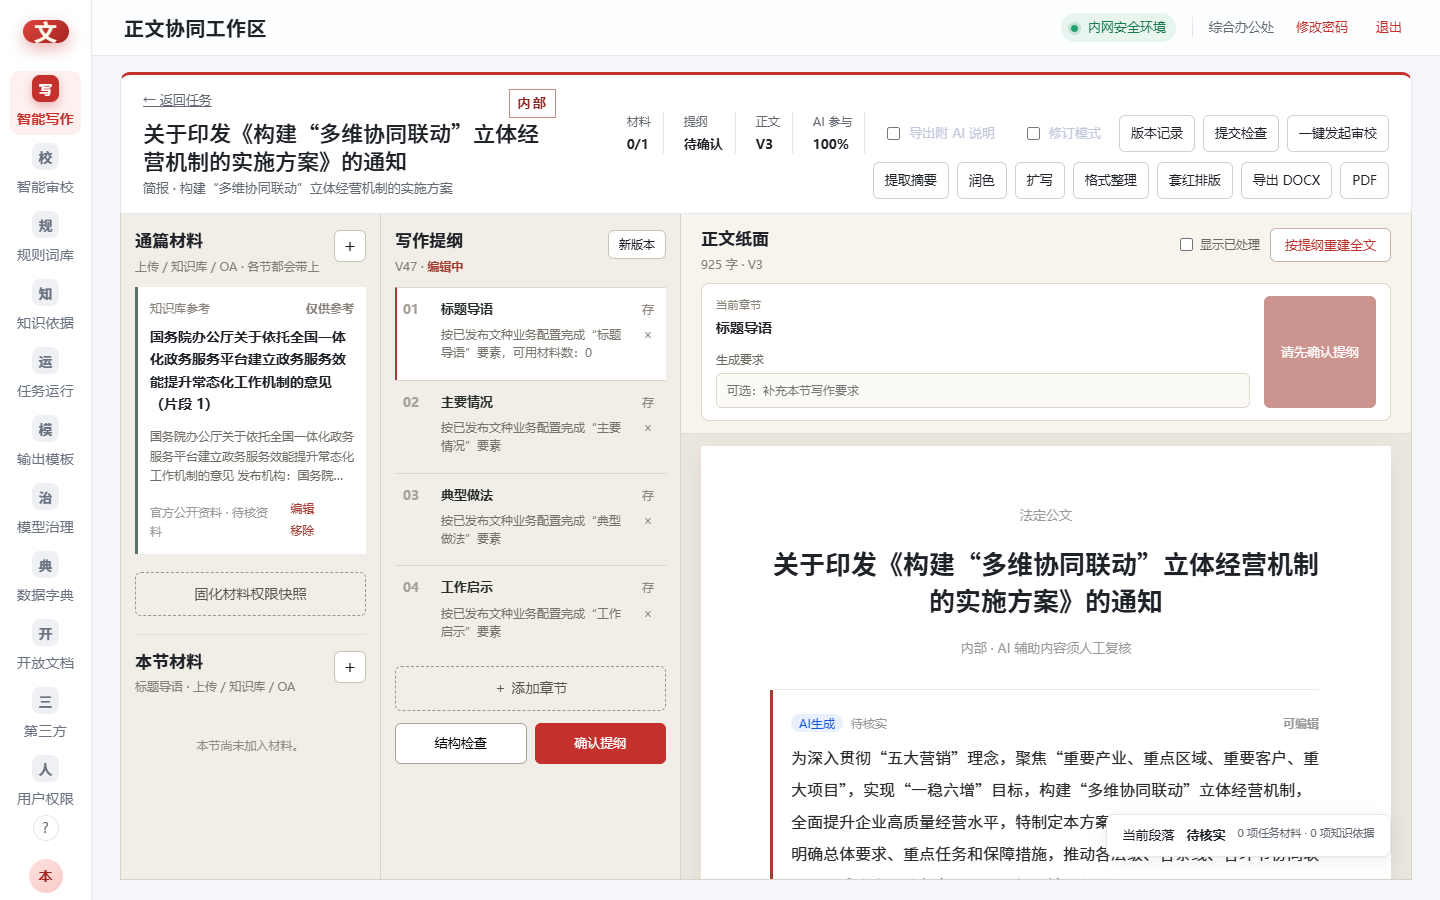 文
写
智能写作
校
智能审校
规
规则词库
知
知识依据
运
任务运行
模
输出模板
治
模型治理
典
数据字典
开
开放文档
三
第三方
人
用户权限
?
本
正文协同工作区
内网安全环境
综合办公处
修改密码
退出
← 返回任务
内部
关于印发《构建“多维协同联动”立体经
营机制的实施方案》的通知
简报 · 构建“多维协同联动”立体经营机制的实施方案
材料
0/1
提纲
待确认
正文
V3
AI 参与
100%
导出附 AI 说明
修订模式
版本记录
提交检查
一键发起审校
提取摘要
润色
扩写
格式整理
套红排版
导出 DOCX
PDF
通篇材料
+
上传 / 知识库 / OA · 各节都会带上
知识库参考
仅供参考
国务院办公厅关于依托全国一体
化政务服务平台建立政务服务效
能提升常态化工作机制的意见
（片段 1）
国务院办公厅关于依托全国一体化政务
服务平台建立政务服务效能提升常态化
工作机制的意见 发布机构：国务院...
官方公开资料 · 待核资
料
编辑
移除
固化材料权限快照
本节材料
+
标题导语 · 上传 / 知识库 / OA
本节尚未加入材料。
写作提纲
新版本
V47 · 编辑中
01
标题导语
存
按已发布文种业务配置完成“标题
导语”要素，可用材料数：0
×
02
主要情况
存
按已发布文种业务配置完成“主要
情况”要素
×
03
典型做法
存
按已发布文种业务配置完成“典型
做法”要素
×
04
工作启示
存
按已发布文种业务配置完成“工作
启示”要素
×
+ 添加章节
结构检查
确认提纲
正文纸面
925 字 · V3
显示已处理
按提纲重建全文
当前章节
标题导语
生成要求
可选：补充本节写作要求
请先确认提纲
法定公文
关于印发《构建“多维协同联动”立体经营机制
的实施方案》的通知
内部 · AI 辅助内容须人工复核
AI生成
待核实
可编辑
为深入贯彻“五大营销”理念，聚焦“重要产业、重点区域、重要客户、重
大项目”，实现“一稳六增”目标，构建“多维协同联动”立体经营机制，
全面提升企业高质量经营水平，特制定本方案
明确总体要求、重点任务和保障措施，推动各
当前段落
待核实
0 项任务材料 · 0 项知识依据